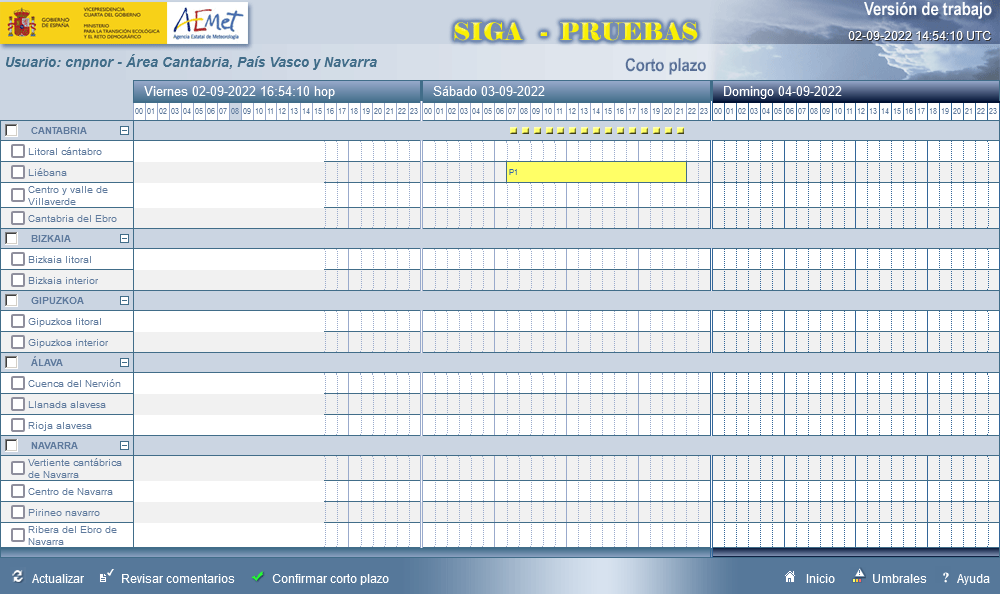 GOBIERNO
DE ESPAÑA
VICEPRESIDENCIA
CUARTA DEL GOBIERNO
MINISTERIO
PARA LA TRANSICIÓN ECOLÓGICA
Y EL RETO DEMOGRÁFICO
AEMet
Agencia Estatal de Meteorología
SIGA - PRUEBAS
Versión de trabajo
02-09-2022 14:54:10 UTC
Usuario: cnpnor - Área Cantabria, País Vasco y Navarra
Corto plazo
Viernes 02-09-2022 16:54:10 hop
Sábado 03-09-2022
Domingo 04-09-2022
00 01 02 03 04 05 06 07 08 09 10 11 12 13 14 15 16 17 18 19 20 21 22 23 00 01 02 03 04 05 06 07 08 09 10 11 12 13 14 15 16 17 18 19 20 21 22 23 00 01 02 03 04 05 06 07 08 09 10 11 12 13 14 15 16 17 18 19 20 21 22 23
CANTABRIA
Litoral cántabro
Liébana
P1
Centro y valle de
Villaverde
Cantabria del Ebro
BIZKAIA
Bizkaia litoral
Bizkaia interior
GIPUZKOA
Gipuzkoa litoral
Gipuzkoa interior
ÁLAVA
Cuenca del Nervión
Llanada alavesa
Rioja alavesa
NAVARRA
Vertiente cantábrica
de Navarra
Centro de Navarra
Pirineo navarro
Ribera del Ebro de
Navarra
Actualizar
Revisar comentarios
Confirmar corto plazo
Inicio
Umbrales
? Ayuda